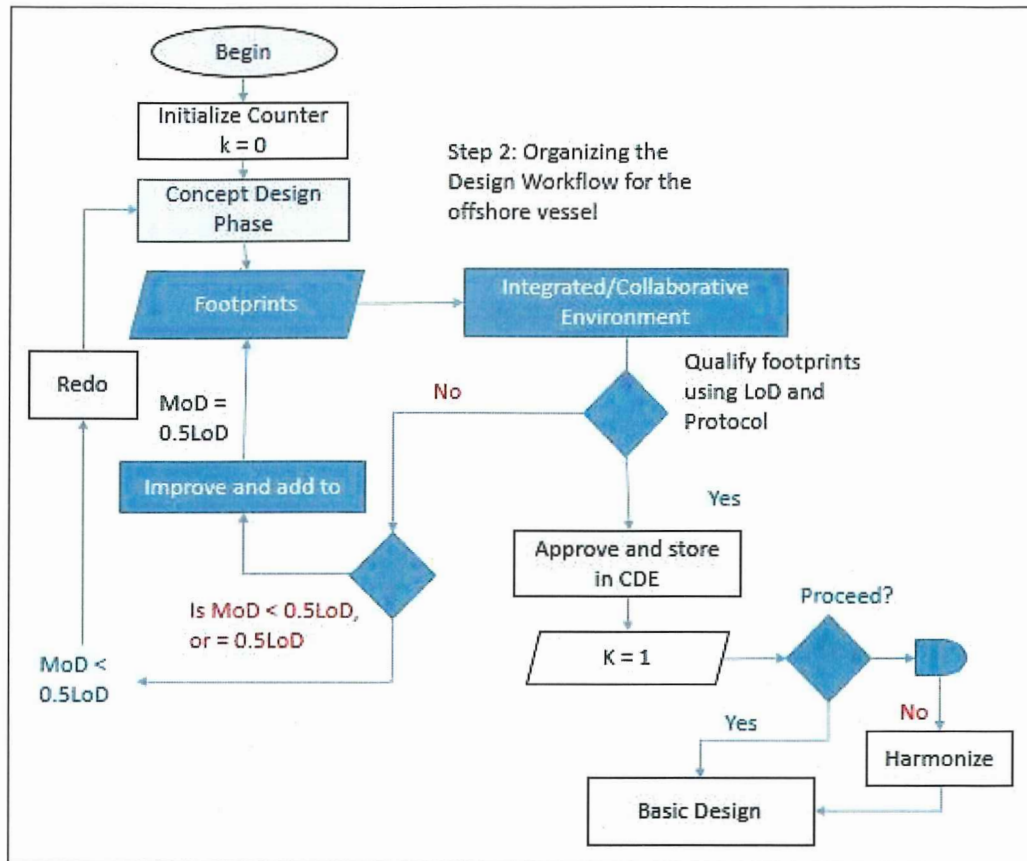 Begin
Initialize Counter
k = 0
Step 2: Organizing the
Design Workflow for the
offshore vessel
Concept Design
Phase
Footprints
Integrated/Collaborative
Environment
Redo
MoD =
0.5LoD
No
Qualify footprints
using LoD and
Protocol
Improve and add to
Yes
Approve and store
in CDE
Is MoD < 0.5LoD,
or = 0.5LoD
Proceed?
MoD <
0.5LoD
K = 1
Yes
No
Harmonize
Basic Design